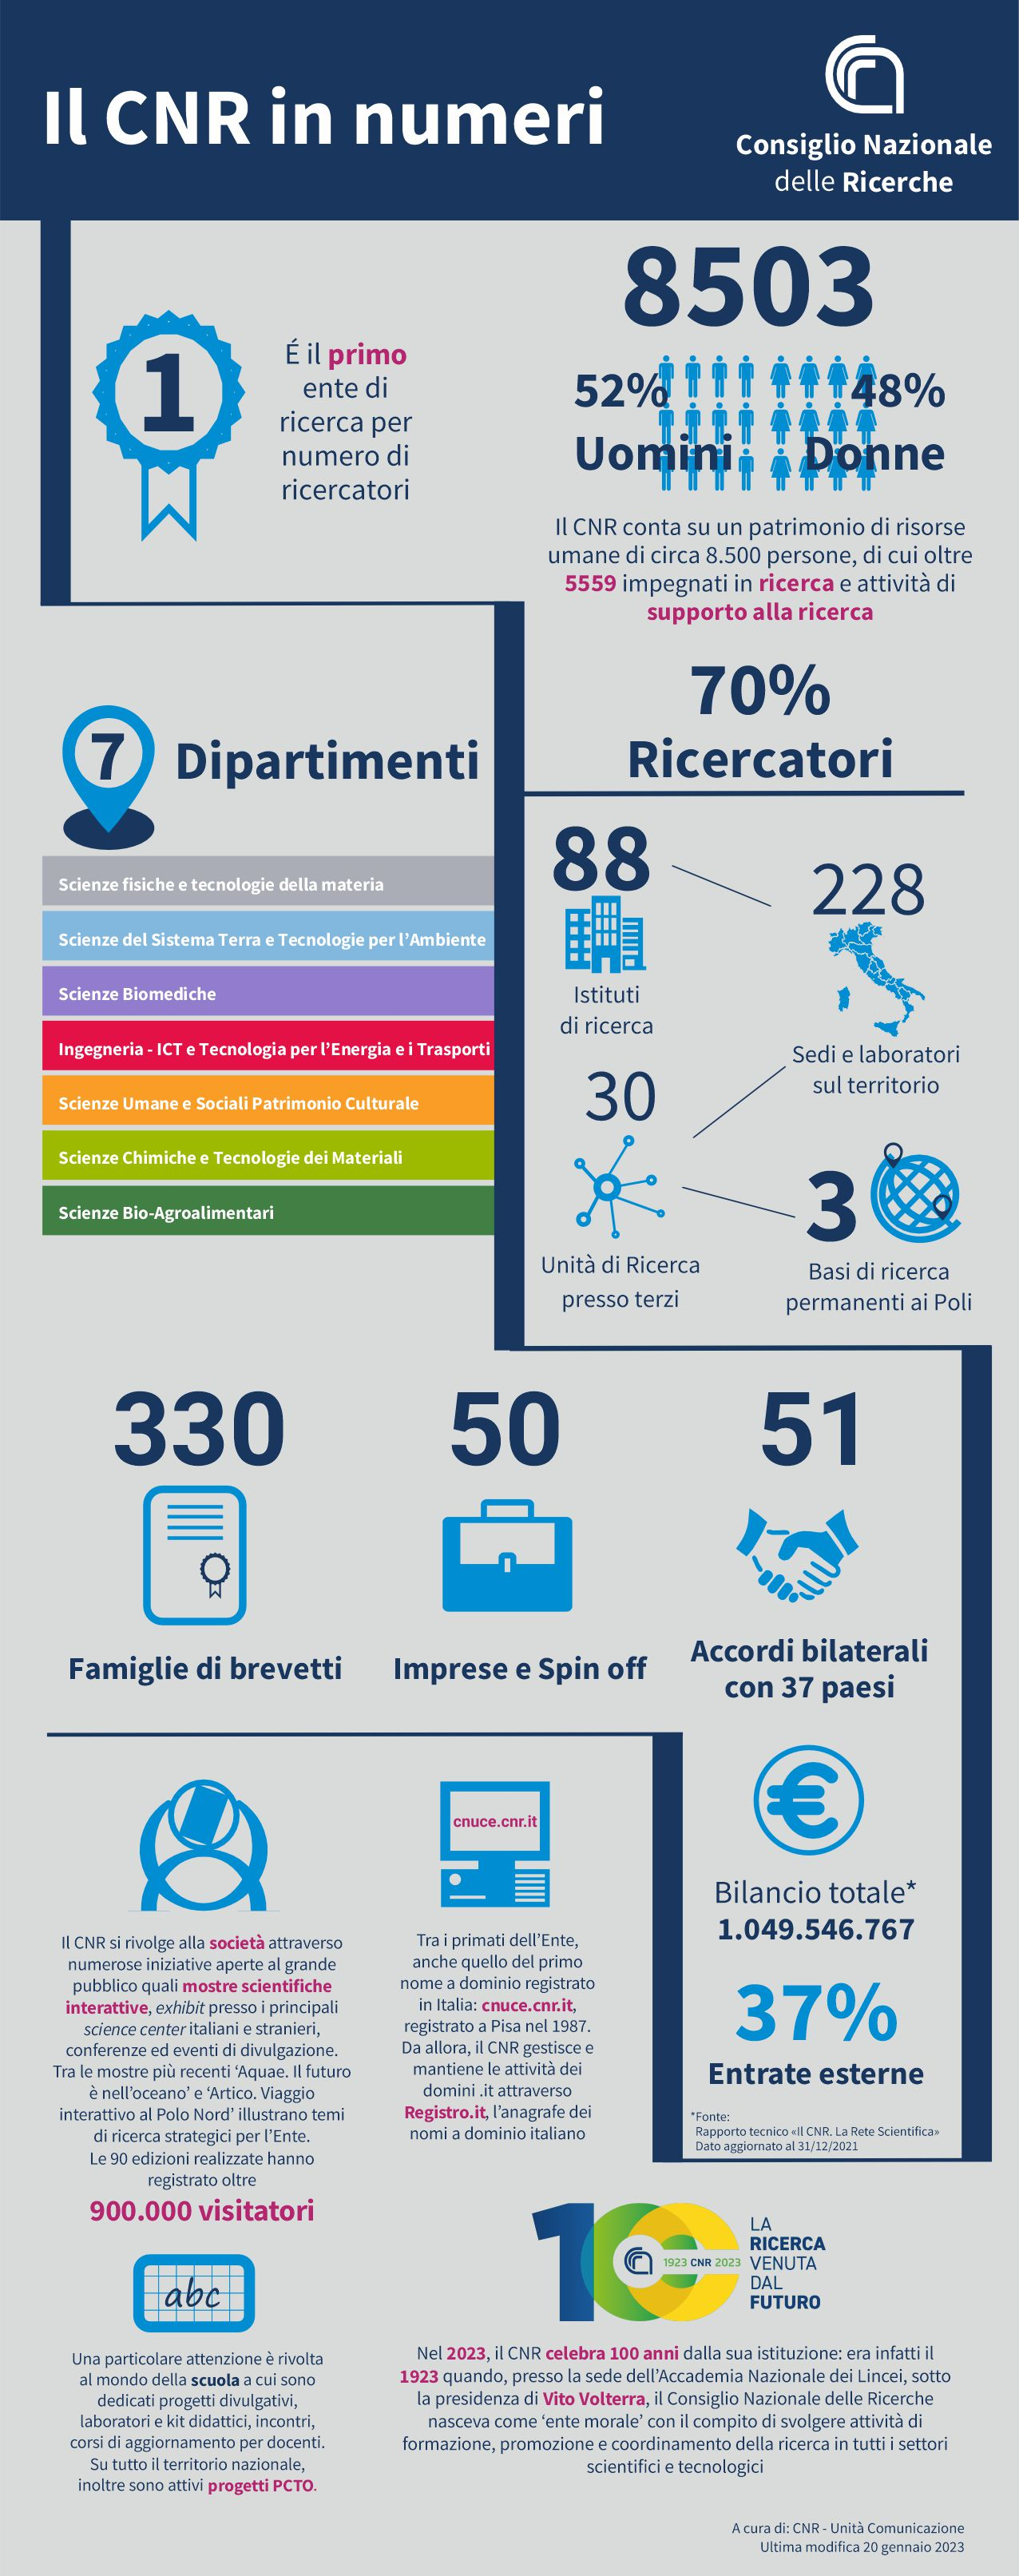 Il CNR in numeri
Consiglio Nazionale
delle Ricerche
1
É il primo
ente di
ricerca per
numero di
ricercatori
8503
52%
Uomini
48%
Donne
Il CNR conta su un patrimonio di risorse
umane di circa 8.500 persone, di cui oltre
5559 impegnati in ricerca e attività di
supporto alla ricerca
70%
Ricercatori
7
Dipartimenti
Scienze fisiche e tecnologie della materia
Scienze del Sistema Terra e Tecnologie per l'Ambiente
Scienze Biomediche
Ingegneria - ICT e Tecnologia per l'Energia e i Trasporti
Scienze Umane e Sociali Patrimonio Culturale
Scienze Chimiche e Tecnologie dei Materiali
Scienze Bio-Agroalimentari
88
Istituti
di ricerca
228
Sedi e laboratori
sul territorio
30
Unità di Ricerca
presso terzi
3
Basi di ricerca
permanenti ai Poli
330
Famiglie di brevetti
50
Imprese e Spin off
51
Accordi bilaterali
con 37 paesi
Il CNR si rivolge alla società attraverso
numerose iniziative aperte al grande
pubblico quali mostre scientifiche
interattive, exhibit presso i principali
science center italiani e stranieri,
conferenze ed eventi di divulgazione.
Tra le mostre più recenti ‘Aquae. Il futuro
è nell’oceano’ e ‘Artico. Viaggio
interattivo al Polo Nord’ illustrano temi
di ricerca strategici per l’Ente.
Le 90 edizioni realizzate hanno
registrato oltre
900.000 visitatori
cnuce.cnr.it
Tra i primati dell’Ente,
anche quello del primo
nome a dominio registrato
in Italia: cnuce.cnr.it,
registrato a Pisa nel 1987.
Da allora, il CNR gestisce e
mantiene le attività dei
domini .it attraverso
Registro.it, l’anagrafe dei
nomi a dominio italiano
€
Bilancio totale*
1.049.546.767
37%
Entrate esterne
*Fonte:
Rapporto tecnico «Il CNR. La Rete Scientifica»
Dato aggiornato al 31/12/2021
abc
Una particolare attenzione è rivolta
al mondo della scuola a cui sono
dedicati progetti divulgativi,
laboratori e kit didattici, incontri,
corsi di aggiornamento per docenti.
Su tutto il territorio nazionale,
inoltre sono attivi progetti PCTO.
100
1923 CNR 2023
LA
RICERCA
VENUTA
DAL
FUTURO
Nel 2023, il CNR celebra 100 anni dalla sua istituzione: era infatti il
1923 quando, presso la sede dell’Accademia Nazionale dei Lincei, sotto
la presidenza di Vito Volterra, il Consiglio Nazionale delle Ricerche
nasceva come ‘ente morale’ con il compito di svolgere attività di
formazione, promozione e coordinamento della ricerca in tutti i settori
scientifici e tecnologici
A cura di: CNR - Unità Comunicazione
Ultima modifica 20 gennaio 2023